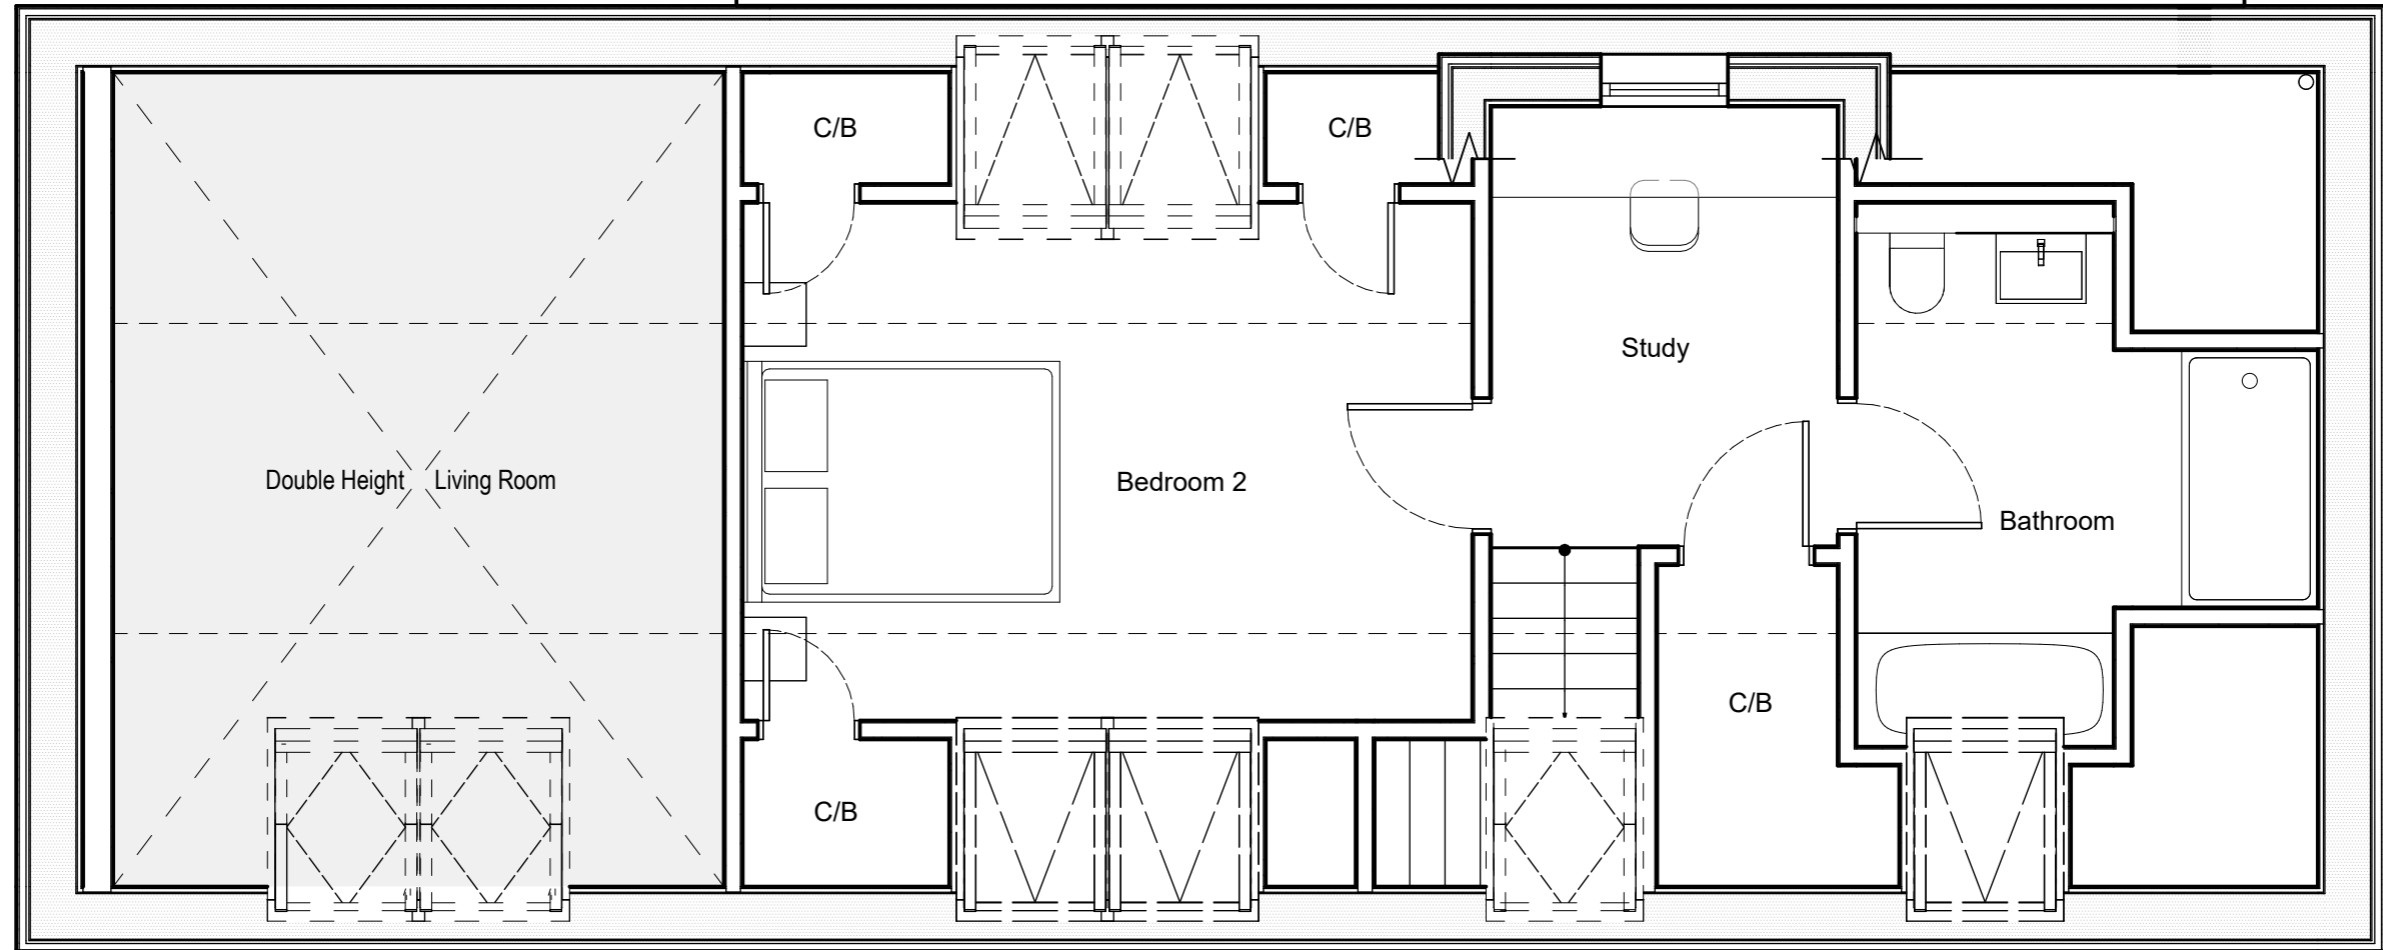 C/B
C/B
Study
Double Height
Living Room
Bedroom 2
Bathroom
C/B
C/B